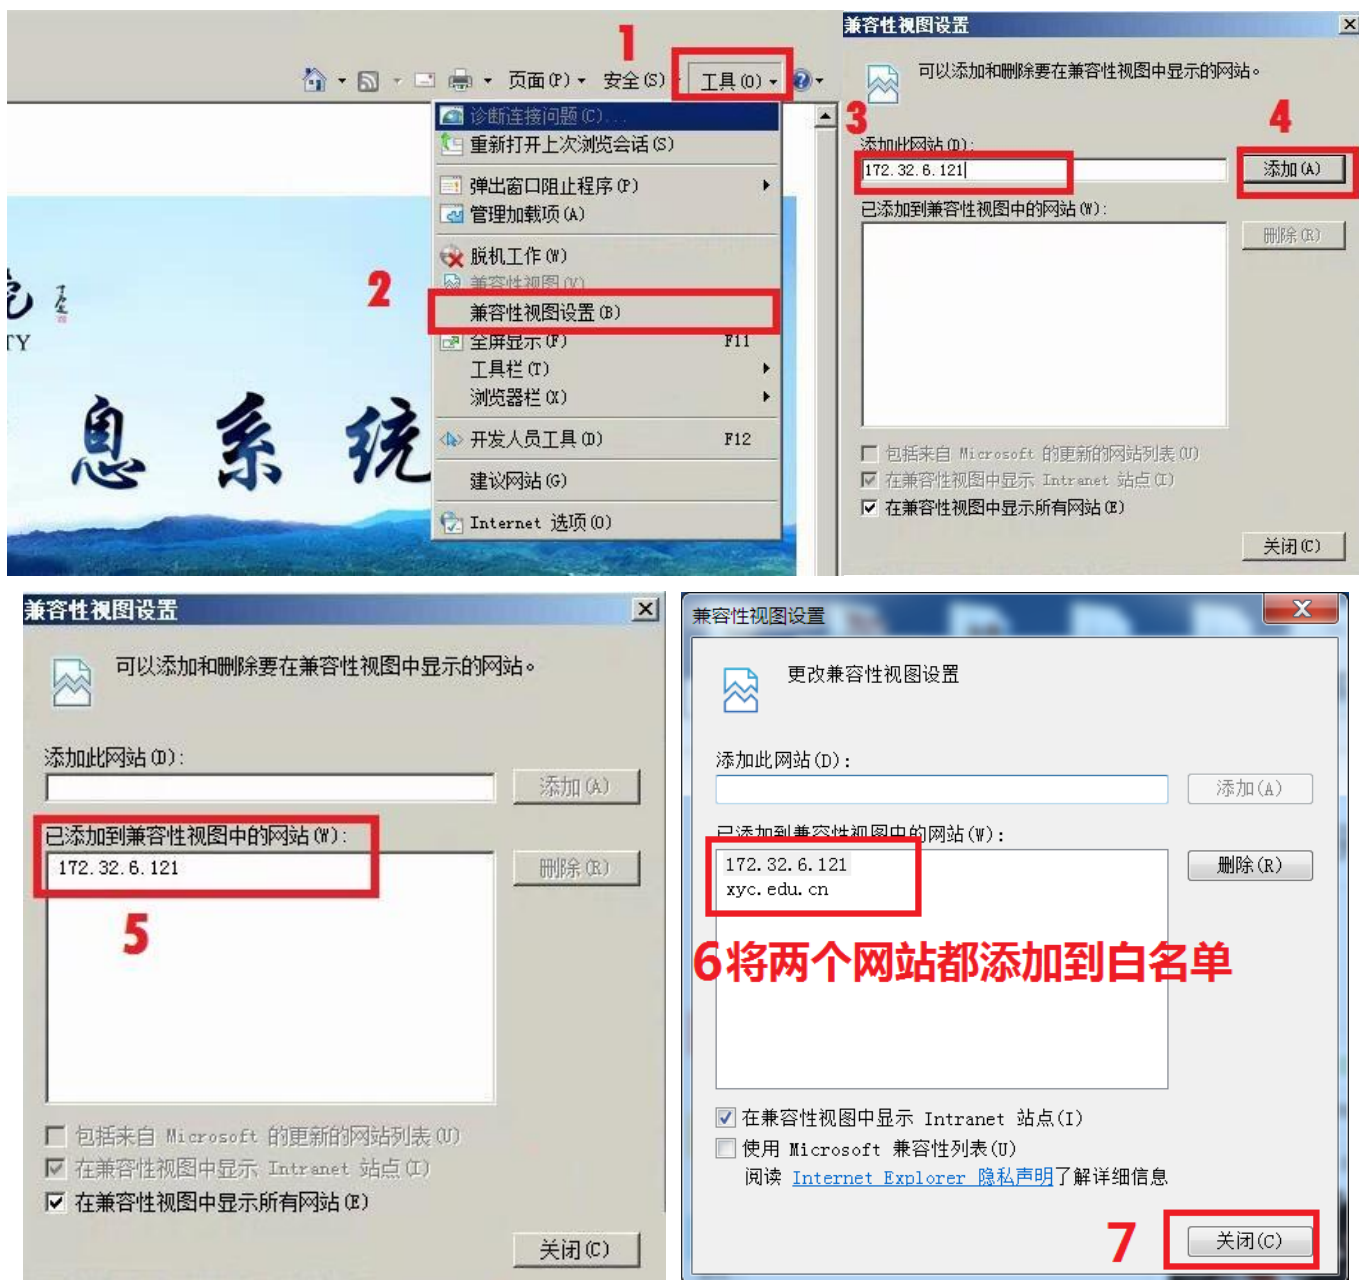 1
页面(P)
安全(S)
工具(O)
诊断连接问题(C)...
重新打开上次浏览会话(S)
弹出窗口阻止程序(P)
管理加载项(A)
脱机工作(W)
兼容性视图(V)
2
兼容性视图设置(B)
全屏显示(F) F11
工具栏(T)
浏览器栏(X)
开发人员工具(D) F12
建议网站(G)
Internet 选项(O)
TY
息系统
兼容性视图设置
可以添加和删除要在兼容性视图中显示的网站。
3
4
添加此网站(D):
172.32.6.121
添加(A)
已添加到兼容性视图中的网站(W):
删除(R)
包括来自 Microsoft 的更新的网站列表(U)
在兼容性视图中显示 Intranet 站点(I)
在兼容性视图中显示所有网站(E)
关闭(C)
兼容性视图设置
可以添加和删除要在兼容性视图中显示的网站。
添加此网站(D):
添加(A)
已添加到兼容性视图中的网站(W):
172.32.6.121
删除(R)
5
包括来自 Microsoft 的更新的网站列表(U)
在兼容性视图中显示 Intranet 站点(I)
在兼容性视图中显示所有网站(E)
关闭(C)
兼容性视图设置
更改兼容性视图设置
添加此网站(D):
添加(A)
已添加到兼容性视图中的网站(W):
172.32.6.121
删除(R)
xyc.edu.cn
6将两个网站都添加到白名单
在兼容性视图中显示 Intranet 站点(I)
使用 Microsoft 兼容性列表(U)
阅读 Internet Explorer 隐私声明了解详细信息
7
关闭(C)